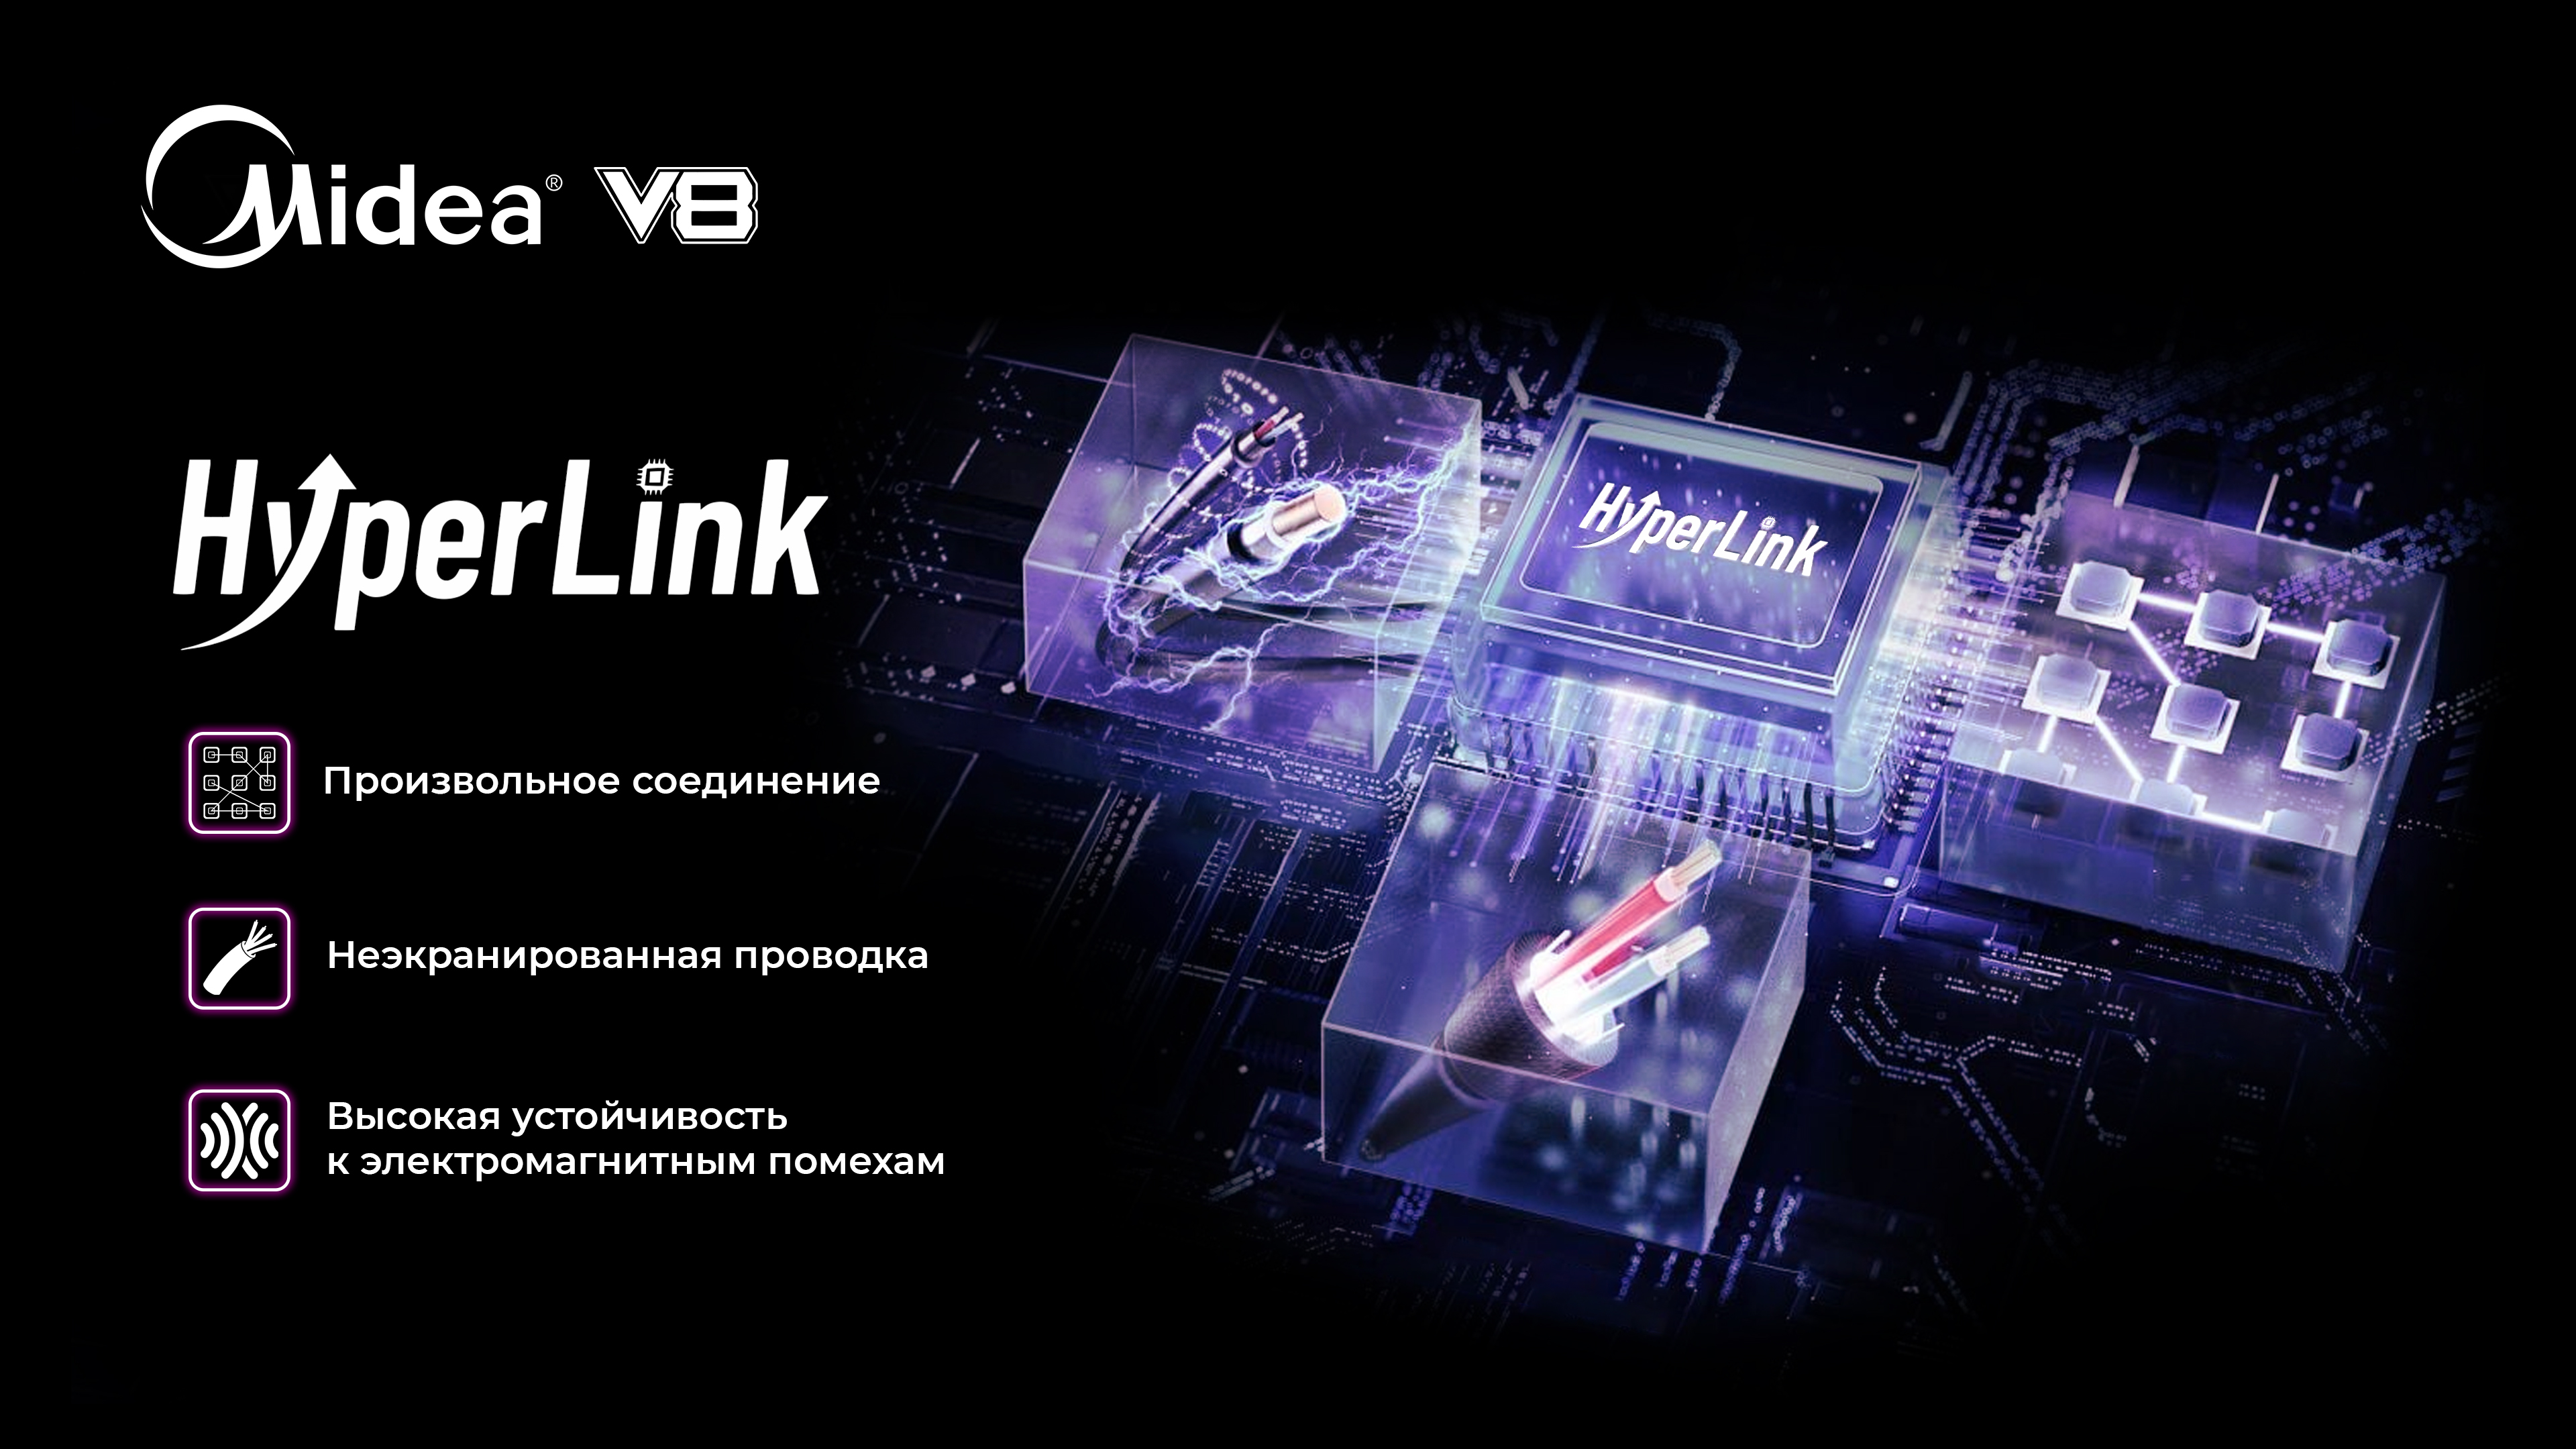 Midea® V8
HyperLink
Произвольное соединение
Неэкранированная проводка
Высокая устойчивость
к электромагнитным помехам
HyperLink